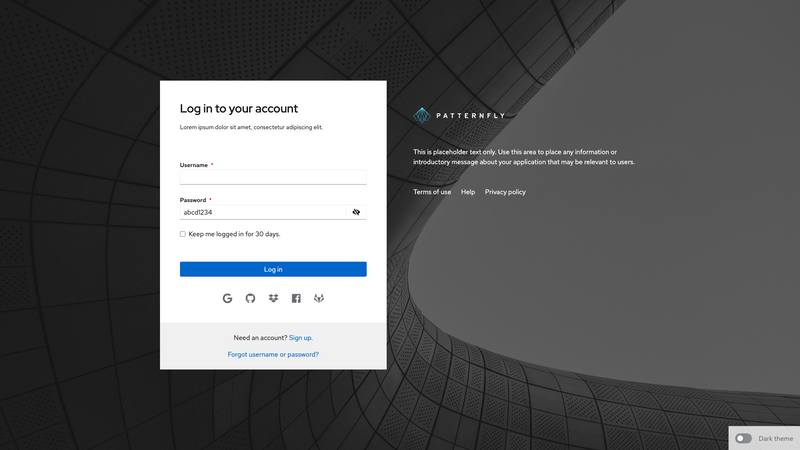 Log in to your account
Lorem ipsum dolor sit amet, consectetur adipiscing elit.
Username *
Password *
abcd1234
Keep me logged in for 30 days.
Log in
Need an account? Sign up.
Forgot username or password?
PATTERNFLY
This is placeholder text only. Use this area to place any information or
introductory message about your application that may be relevant to users.
Terms of use Help Privacy policy
Dark theme